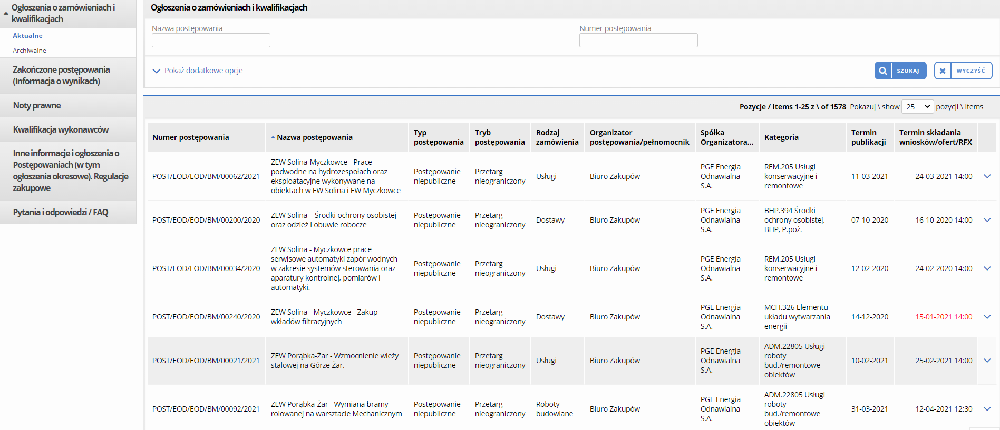 Ogłoszenia o zamówieniach i
kwalifikacjach
Aktualne
Archiwalne
Zakończone postępowania
(Informacja o wynikach)
Noty prawne
Kwalifikacja wykonawców
Inne informacje i ogłoszenia o
Postępowaniach (w tym
ogłoszenia okresowe). Regulacje
zakupowe
Pytania i odpowiedzi / FAQ
Ogłoszenia o zamówieniach i kwalifikacjach
Nazwa postępowania
Numer postępowania
Pokaż dodatkowe opcje
SZUKAJ
WYCZYŚĆ
Pozycje / Items 1-25 z \ of 1578 Pokazuj \ show 25 pozycji \ Items
Numer postępowania
Nazwa postępowania
Typ
postępowania
Tryb
postępowania
Rodzaj
zamówienia
Organizator
postępowania/pełnomocnik
Spółka
Organizatora...
Kategoria
Termin
publikacji
Termin składania
wniosków/ofert/RFX
POST/EOD/EOD/BM/00062/2021
ZEW Solina-Myczkowce - Prace
podwodne na hydrozespołach oraz
eksploatacyjne wykonywane na
obiektach w EW Solina i EW Myczkowce
Postępowanie
niepubliczne
Przetarg
nieograniczony
Usługi
Biuro Zakupów
PGE Energia
Odnawialna
S.A.
REM.205 Usługi
konserwacyjne i
remontowe
11-03-2021
24-03-2021 14:00
POST/EOD/EOD/BM/00200/2020
ZEW Solina – Środki ochrony osobistej
oraz odzież i obuwie robocze
Postępowanie
niepubliczne
Przetarg
nieograniczony
Dostawy
Biuro Zakupów
PGE Energia
Odnawialna
S.A.
BHP.394 Środki
ochrony osobistej,
BHP, P.poż.
07-10-2020
16-10-2020 14:00
POST/EOD/EOD/BM/00034/2020
ZEW Solina - Myczkowce prace
serwisowe automatyki zapór wodnych
w zakresie systemów sterowania oraz
aparatury kontrolnej, pomiarów i
automatyki.
Postępowanie
niepubliczne
Przetarg
nieograniczony
Usługi
Biuro Zakupów
PGE Energia
Odnawialna
S.A.
REM.205 Usługi
konserwacyjne i
remontowe
12-02-2020
24-02-2020 14:00
POST/EOD/EOD/BM/00240/2020
ZEW Solina - Myczkowce - Zakup
wkładów filtracyjnych
Postępowanie
niepubliczne
Przetarg
nieograniczony
Dostawy
Biuro Zakupów
PGE Energia
Odnawialna
S.A.
MCH.326 Elementu
układu wytwarzania
energii
14-12-2020
15-01-2021 14:00
POST/EOD/EOD/BM/00021/2021
ZEW Porąbka-Żar - Wzmocnienie wieży
stalowej na Górze Żar.
Postępowanie
niepubliczne
Przetarg
nieograniczony
Usługi
Biuro Zakupów
PGE Energia
Odnawialna
S.A.
ADM.22805 Usługi
roboty
bud./remontowe
obiektów
10-02-2021
25-02-2021 14:00
POST/EOD/EOD/BM/00092/2021
ZEW Porąbka-Żar - Wymiana bramy
rolowanej na warsztacie Mechanicznym
Postępowanie
niepubliczne
Przetarg
nieograniczony
Roboty
budowlane
Biuro Zakupów
PGE Energia
Odnawialna
S.A.
ADM.22805 Usługi
roboty
bud./remontowe
obiektów
31-03-2021
12-04-2021 12:30